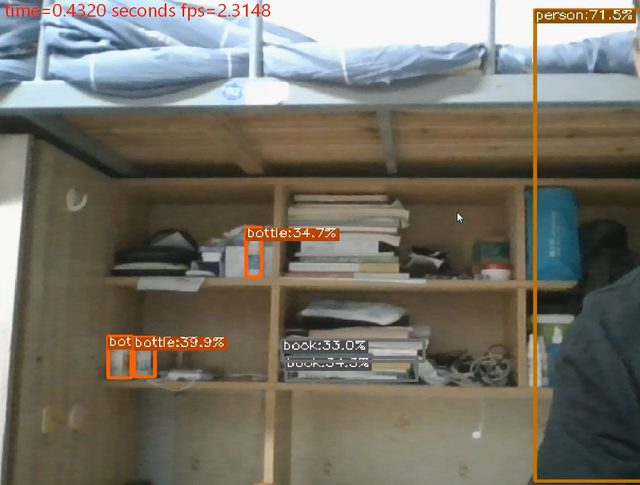 time=0.4320 seconds fps=2.3148
person:71.5%
bottle:34.7%
bot
bottle:39.9%
book:33.0%
book:34.3%